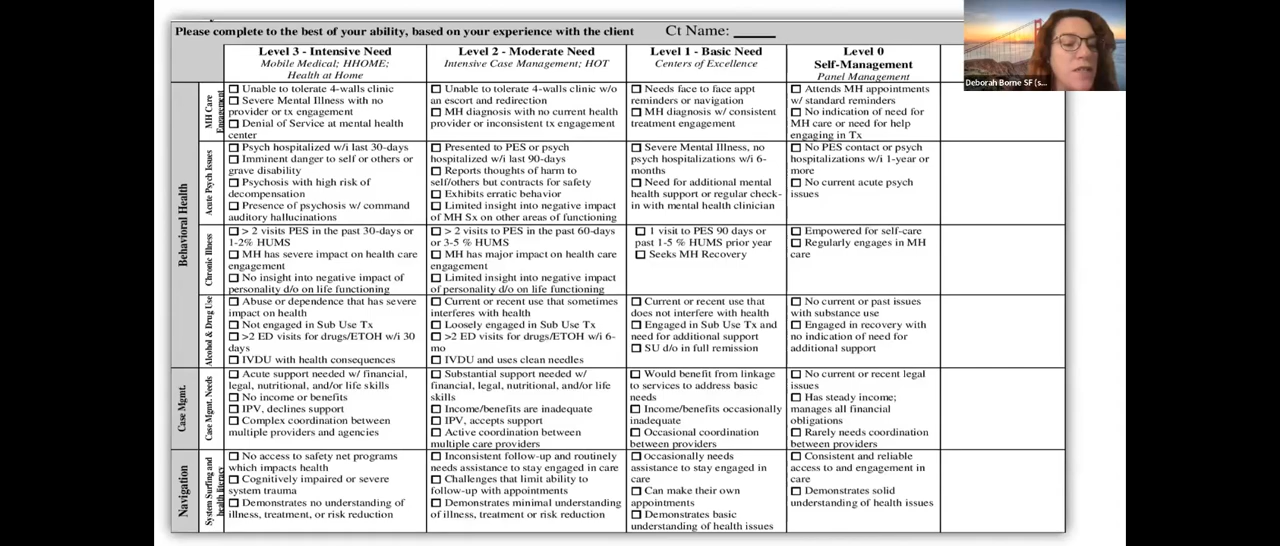 Please complete to the best of your ability, based on your experience with the client Ct Name: _____
Level 3 - Intensive Need
Mobile Medical; HHOME;
Health at Home
Level 2 - Moderate Need
Intensive Case Management; HOT
Level 1 - Basic Need
Centers of Excellence
Level 0
Self-Management
Panel Management
Behavioral Health
MH Care
Engagement
Unable to tolerate 4-walls clinic
Severe Mental Illness with no
provider or tx engagement
Denial of Service at mental health
center
Unable to tolerate 4-walls clinic w/o
an escort and redirection
MH diagnosis with no current health
provider or inconsistent tx engagement
Needs face to face appt
reminders or navigation
MH diagnosis w/ consistent
treatment engagement
Attends MH appointments
w/ standard reminders
No indication of need for
MH care or need for help
engaging in Tx
Acute Psych Issues
Psych hospitalized w/i last 30-days
Imminent danger to self or others or
grave disability
Psychosis with high risk of
decompensation
Presence of psychosis w/ command
auditory hallucinations
Presented to PES or psych
hospitalized w/i last 90-days
Reports thoughts of harm to
self/others but contracts for safety
Exhibits erratic behavior
Limited insight into negative impact
of MH Sx on other areas of functioning
Severe Mental Illness, no
psych hospitalizations w/i 6-
months
Need for additional mental
health support or regular check-
in with mental health clinician
No PES contact or psych
hospitalizations w/i 1-year or
more
No current acute psych
issues
Chronic Illness
> 2 visits PES in the past 30-days or
1-2% HUMS
MH has severe impact on health care
engagement
No insight into negative impact of
personality d/o on life functioning
> 2 visits to PES in the past 60-days
or 3-5 % HUMS
MH has major impact on health care
engagement
Limited insight into negative impact
of personality d/o on life functioning
1 visit to PES 90 days or
past 1-5 % HUMS prior year
Seeks MH Recovery
Empowered for self-care
Regularly engages in MH
care
Alcohol & Drug Use
Abuse or dependence that has severe
impact on health
Not engaged in Sub Use Tx
>2 ED visits for drugs/ETOH w/i 30
days
IVDU with health consequences
Current or recent use that sometimes
interferes with health
Loosely engaged in Sub Use Tx
>2 ED visits for drugs/ETOH w/i 6-
mo
IVDU and uses clean needles
Current or recent use that
does not interfere with health
Engaged in Sub Use Tx and
need for additional support
SU d/o in full remission
No current or past issues
with substance use
Engaged in recovery with
no indication of need for
additional support
Case Mgmt.
Case Mgmt. Needs
Acute support needed w/ financial,
legal, nutritional, and/or life skills
No income or benefits
IPV, declines support
Complex coordination between
multiple providers and agencies
Substantial support needed w/
financial, legal, nutritional, and/or life
skills
Income/benefits are inadequate
IPV, accepts support
Active coordination between
multiple care providers
Would benefit from linkage
to services to address basic
needs
Income/benefits occasionally
inadequate
Occasional coordination
between providers
No current or recent legal
issues
Has steady income;
manages all financial
obligations
Rarely needs coordination
between providers
Navigation
System Surfing and
health literacy
No access to safety net programs
which impacts health
Cognitively impaired or severe
system trauma
Demonstrates no understanding of
illness, treatment, or risk reduction
Inconsistent follow-up and routinely
needs assistance to stay engaged in care
Challenges that limit ability to
follow-up with appointments
Demonstrates minimal understanding
of illness, treatment or risk reduction
Occasionally needs
assistance to stay engaged in
care
Can make their own
appointments
Demonstrates basic
understanding of health issues
Consistent and reliable
access to and engagement in
care
Demonstrates solid
understanding of health issues
Deborah Borne SF (s...